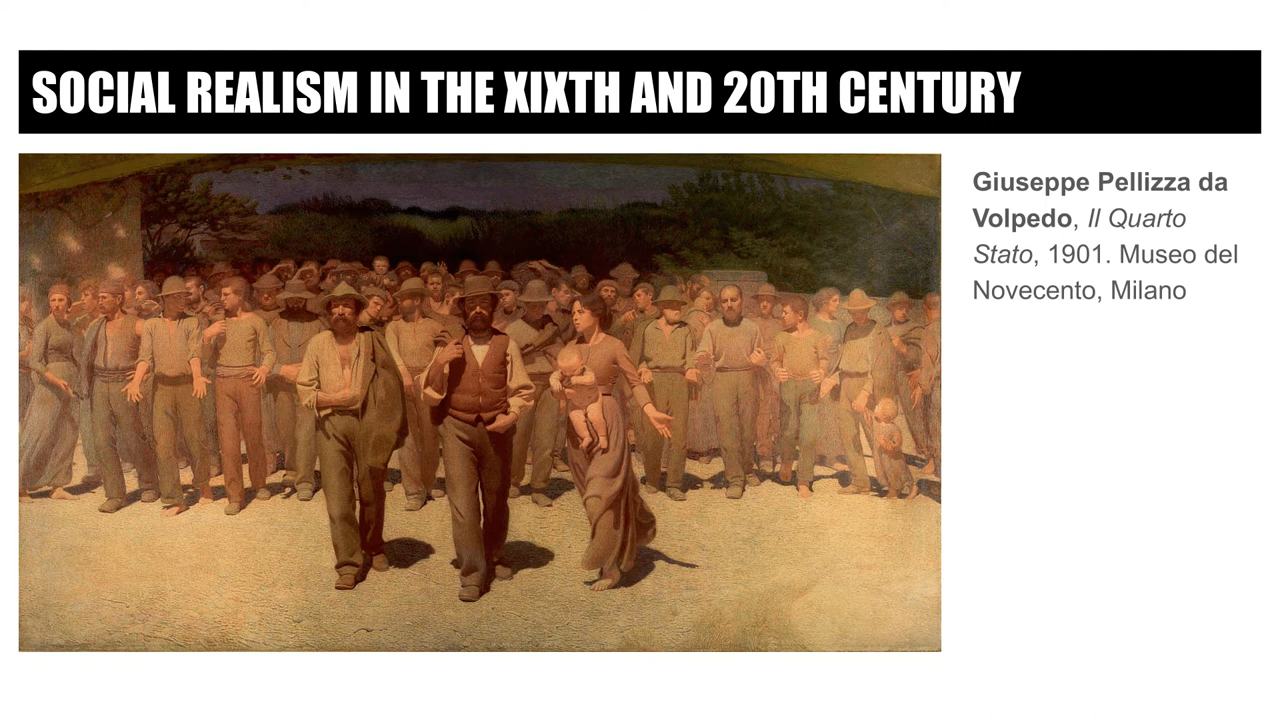 SOCIAL REALISM IN THE XIXTH AND 20TH CENTURY
Giuseppe Pellizza da
Volpedo, Il Quarto
Stato, 1901. Museo del
Novecento, Milano